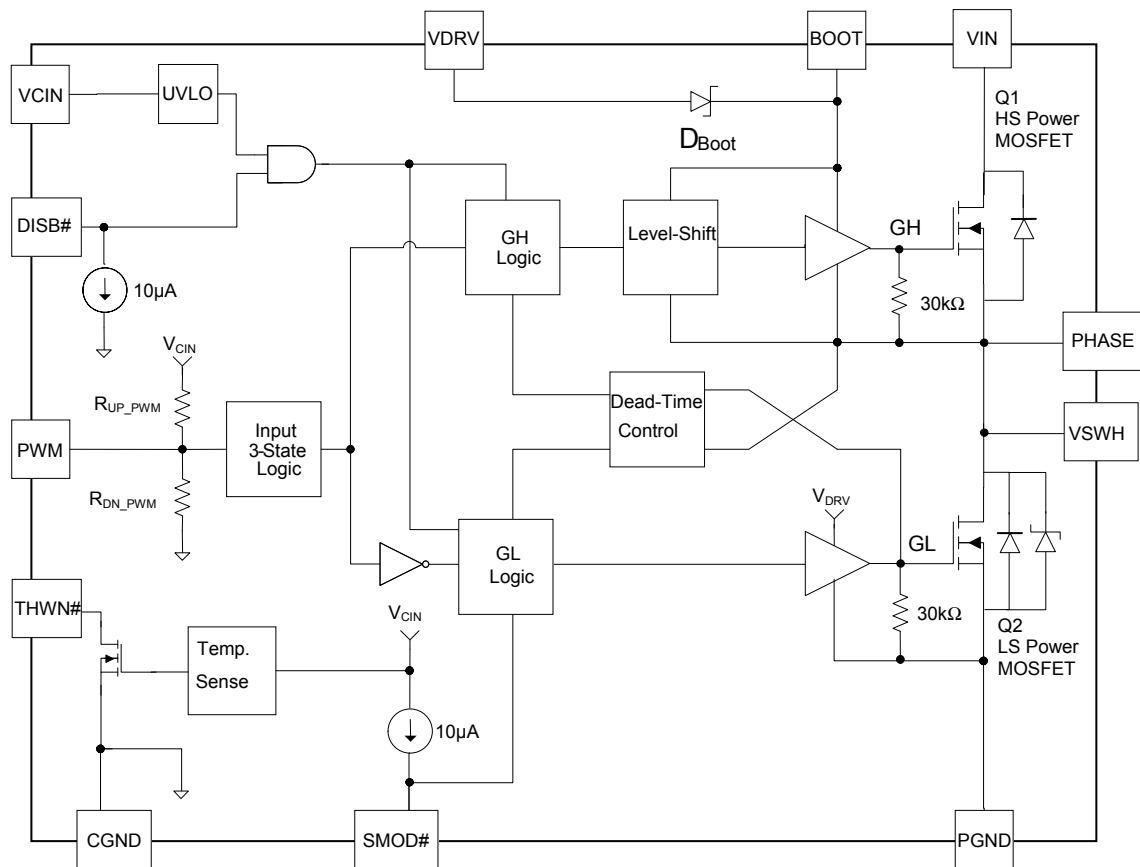 VDRV
BOOT
VIN
VCIN
UVLO
Q1
HS Power
MOSFET
DBoot
DISB#
GH
Logic
Level-Shift
GH
10µA
30kΩ
VCIN
PHASE
RUP_PWM
Dead-Time
Control
PWM
Input
3-State
Logic
VSWH
RDN_PWM
VDRV
GL
Logic
GL
THWN#
VCIN
30kΩ
Temp.
Sense
Q2
LS Power
MOSFET
10µA
CGND
SMOD#
PGND